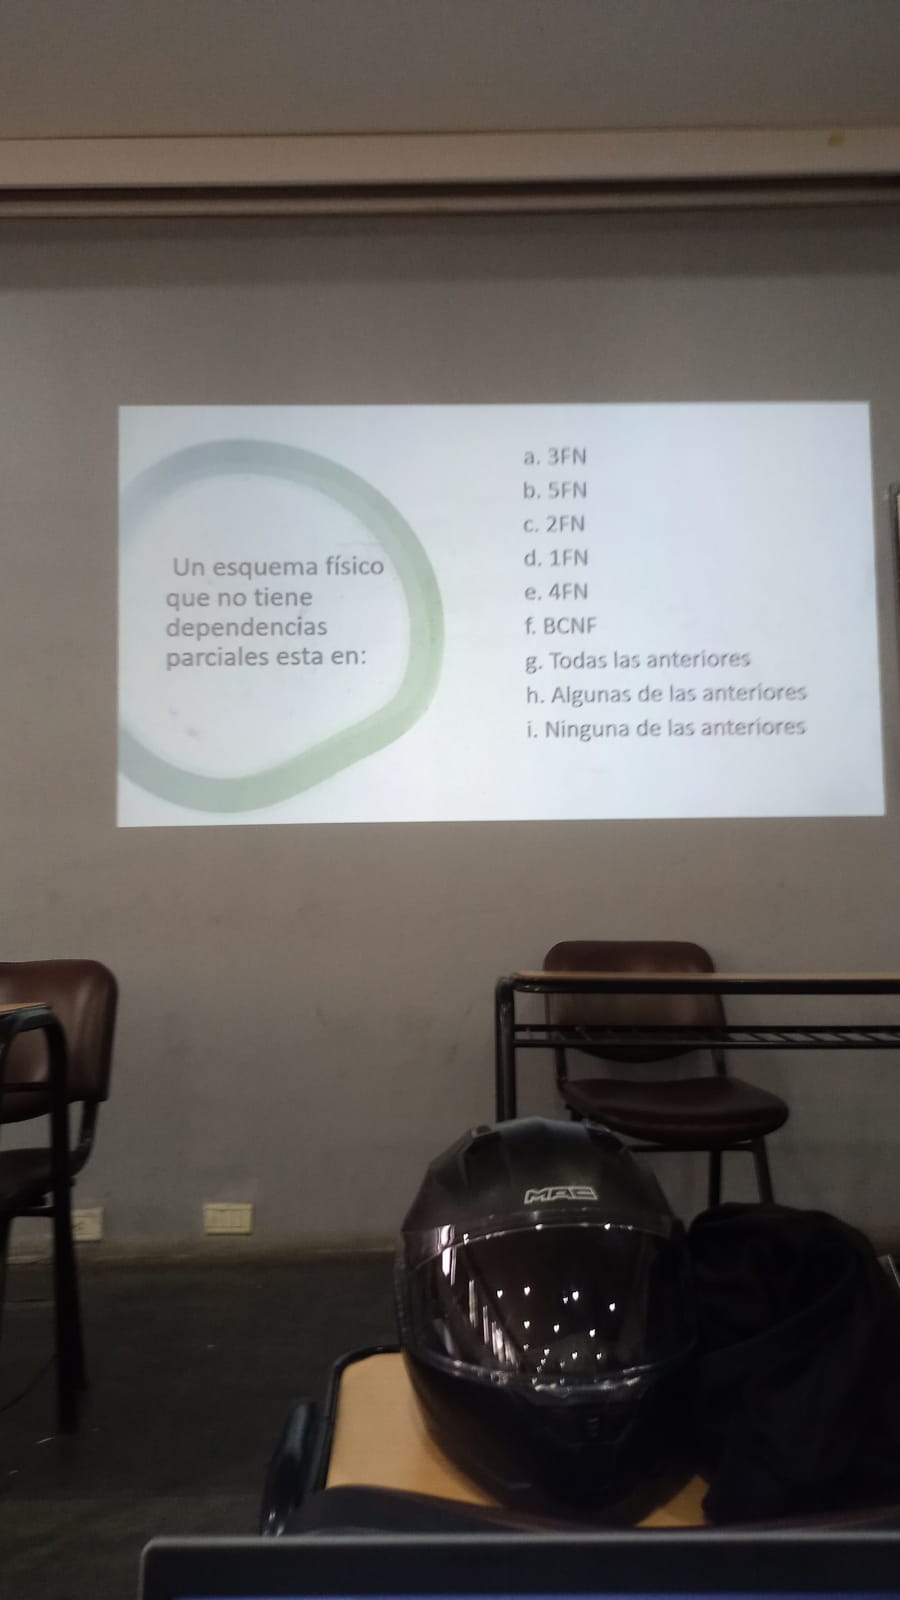 Un esquema físico
que no tiene
dependencias
parciales esta en:
a. 3FN
b. 5FN
c. 2FN
d. 1FN
e. 4FN
f. BCNF
g. Todas las anteriores
h. Algunas de las anteriores
i. Ninguna de las anteriores
MAC